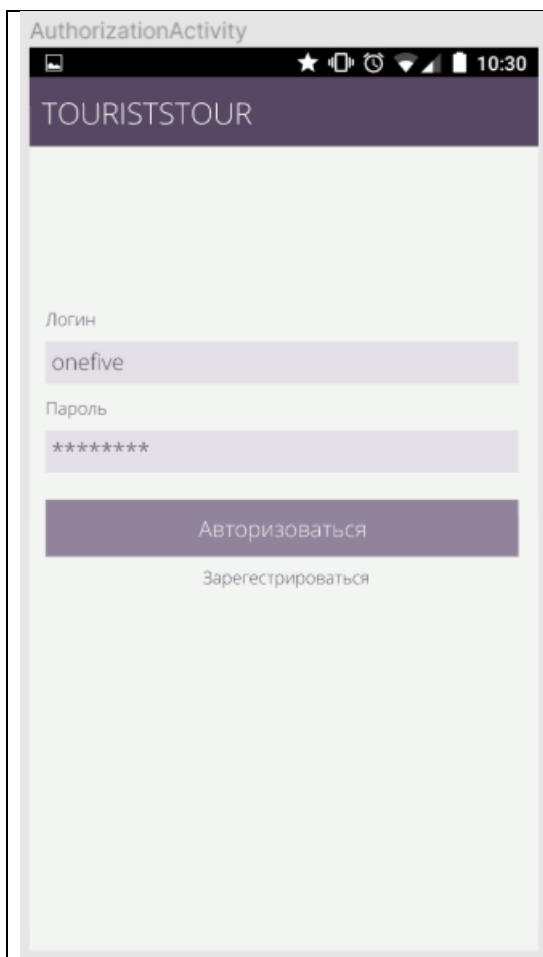 AuthorizationActivity
10:30
TOURISTSTOUR
Логин
onefive
Пароль
********
Авторизоваться
Зарегестрироваться